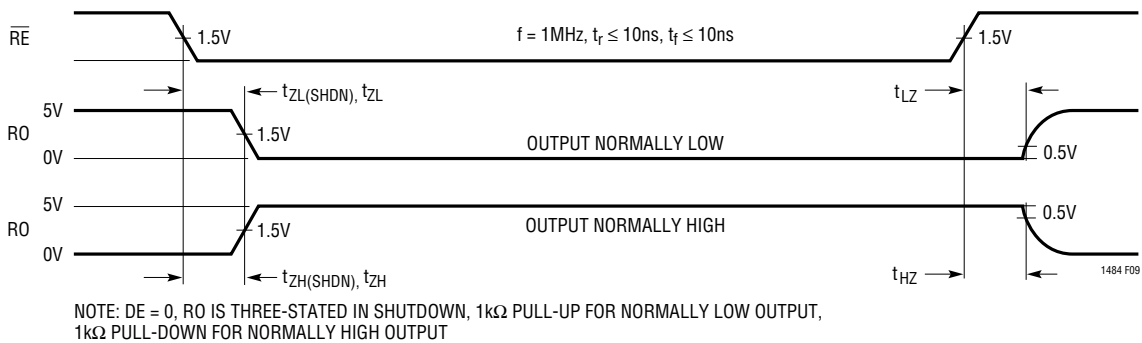 RE
1.5V
f = 1MHz, tr ≤ 10ns, tf ≤ 10ns
1.5V
tZL(SHDN), tZL
tLZ
5V
RO
1.5V
OUTPUT NORMALLY LOW
0V
0.5V
5V
RO
1.5V
OUTPUT NORMALLY HIGH
0.5V
0V
tZH(SHDN), tZH
tHZ
1484 F09
NOTE: DE = 0, RO IS THREE-STATED IN SHUTDOWN, 1kΩ PULL-UP FOR NORMALLY LOW OUTPUT,
1kΩ PULL-DOWN FOR NORMALLY HIGH OUTPUT